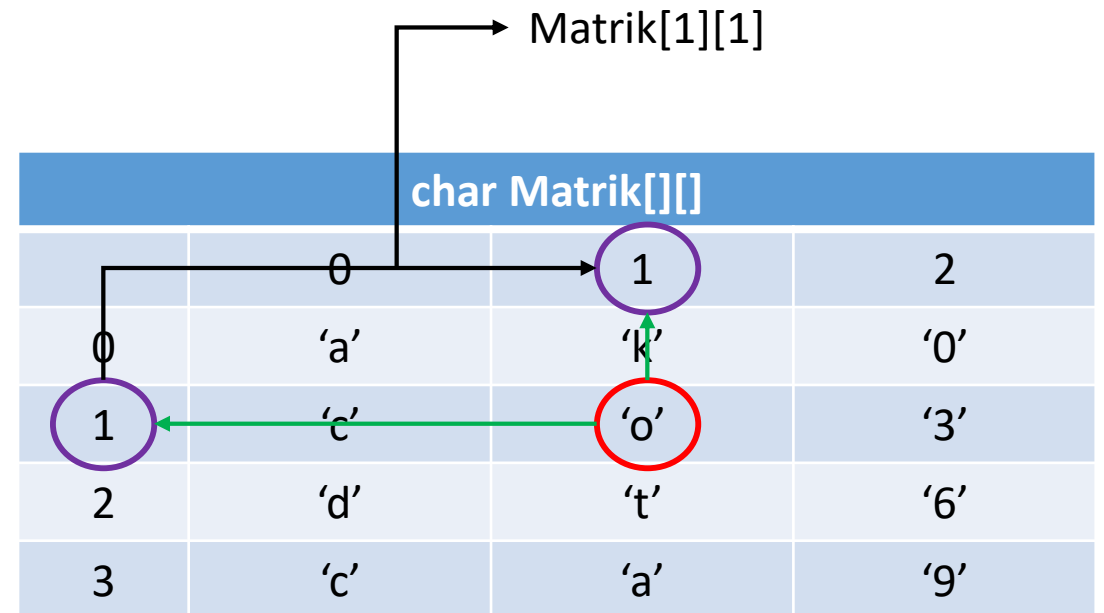 Matrik[1][1]
char Matrik[][]
0 1 2
0 ‘a’ ‘k’ ‘0’
1 ‘c’ ‘o’ ‘3’
2 ‘d’ ‘t’ ‘6’
3 ‘c’ ‘a’ ‘9’